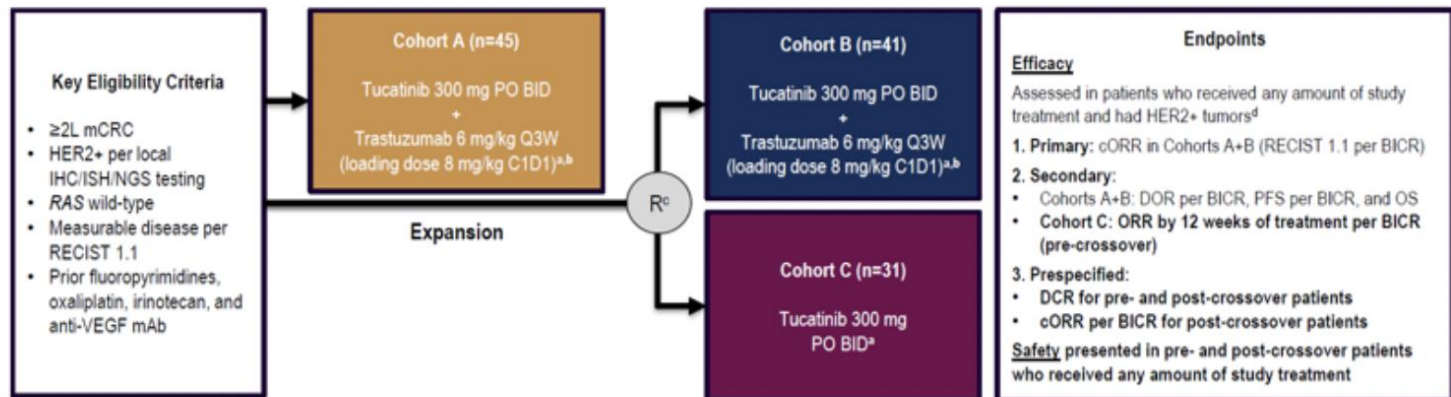 Key Eligibility Criteria
• ≥2L mCRC
• HER2+ per local
IHC/ISH/NGS testing
• RAS wild-type
• Measurable disease per
RECIST 1.1
• Prior fluoropyrimidines,
oxaliplatin, irinotecan, and
anti-VEGF mAb
Cohort A (n=45)
Tucatinib 300 mg PO BID
+
Trastuzumab 6 mg/kg Q3W
(loading dose 8 mg/kg C1D1)a,b
Expansion
Rc
Cohort B (n=41)
Tucatinib 300 mg PO BID
+
Trastuzumab 6 mg/kg Q3W
(loading dose 8 mg/kg C1D1)a,b
Cohort C (n=31)
Tucatinib 300 mg
PO BIDa
Endpoints
Efficacy
Assessed in patients who received any amount of study
treatment and had HER2+ tumorsd
1. Primary: cORR in Cohorts A+B (RECIST 1.1 per BICR)
2. Secondary:
• Cohorts A+B: DOR per BICR, PFS per BICR, and OS
• Cohort C: ORR by 12 weeks of treatment per BICR
(pre-crossover)
3. Prespecified:
• DCR for pre- and post-crossover patients
• cORR per BICR for post-crossover patients
Safety presented in pre- and post-crossover patients
who received any amount of study treatment